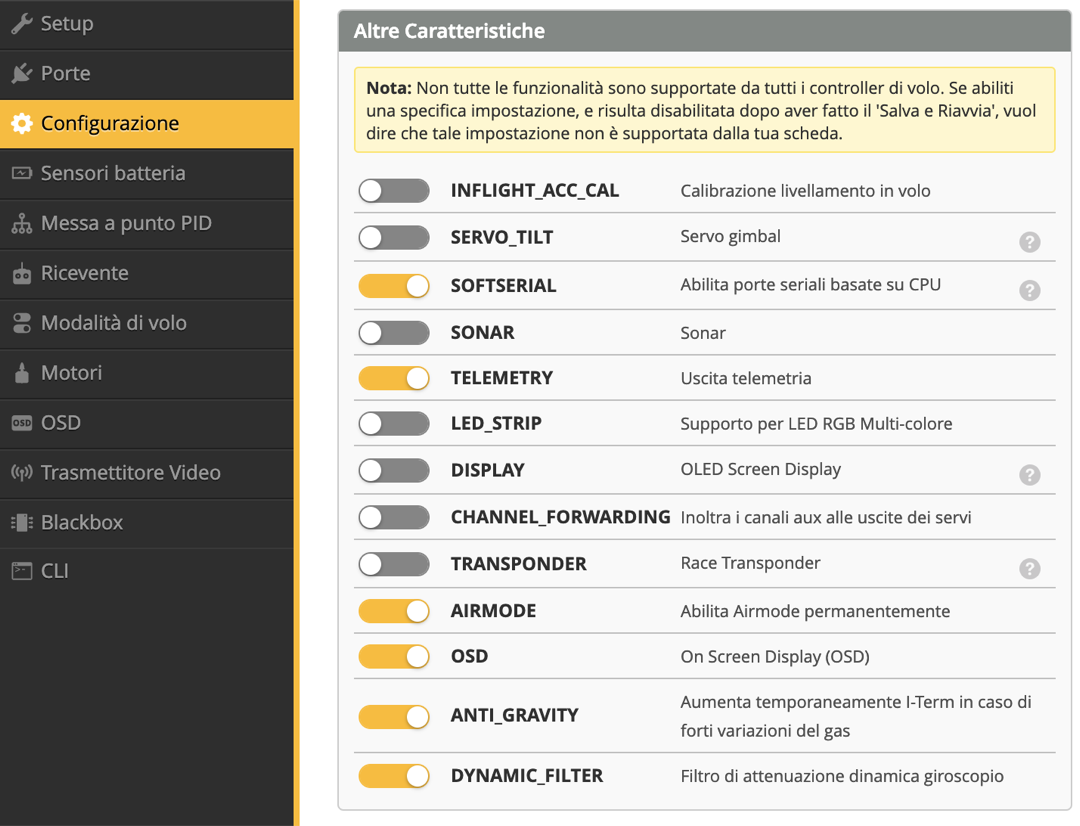 Setup
Porte
Configurazione
Sensori batteria
Messa a punto PID
Ricevente
Modalità di volo
Motori
OSD OSD
Trasmettitore Video
Blackbox
CLI
Altre Caratteristiche
Nota: Non tutte le funzionalità sono supportate da tutti i controller di volo. Se abiliti
una specifica impostazione, e risulta disabilitata dopo aver fatto il 'Salva e Riavvia', vuol
dire che tale impostazione non è supportata dalla tua scheda.
INFLIGHT_ACC_CAL Calibrazione livellamento in volo
SERVO_TILT Servo gimbal ?
SOFTSERIAL Abilita porte seriali basate su CPU ?
SONAR Sonar
TELEMETRY Uscita telemetria
LED_STRIP Supporto per LED RGB Multi-colore
DISPLAY OLED Screen Display ?
CHANNEL_FORWARDING Inoltra i canali aux alle uscite dei servi
TRANSPONDER Race Transponder ?
AIRMODE Abilita Airmode permanentemente
OSD On Screen Display (OSD)
ANTI_GRAVITY Aumenta temporaneamente I-Term in caso di
forti variazioni del gas
DYNAMIC_FILTER Filtro di attenuazione dinamica giroscopio